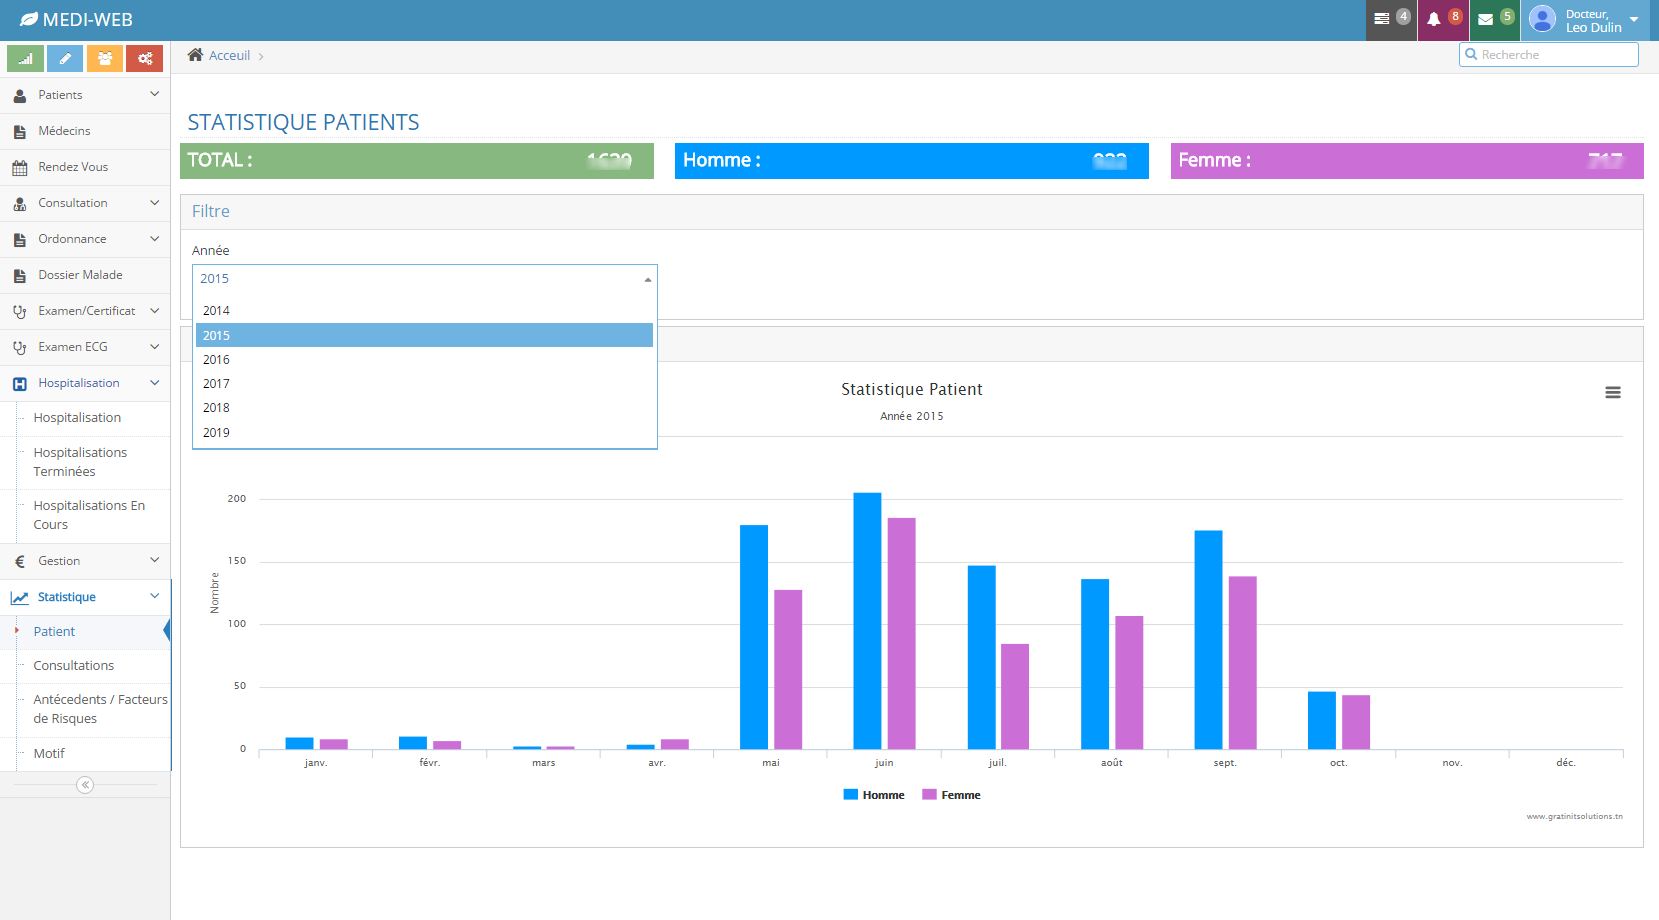 MEDI-WEB
4
8
5
Docteur,
Leo Dulin
Acceuil
Recherche
Patients
Médecins
Rendez Vous
Consultation
Ordonnance
Dossier Malade
Examen/Certificat
Examen ECG
Hospitalisation
Hospitalisation
Hospitalisations
Terminées
Hospitalisations En
Cours
Gestion
Statistique
Patient
Consultations
Antécedents / Facteurs
de Risques
Motif
STATISTIQUE PATIENTS
TOTAL :
Homme :
Femme :
Filtre
Année
2015
2014
2015
2016
2017
2018
2019
Statistique Patient
Année 2015
Nombre
200
150
100
50
0
janv. févr. mars avr. mai juin juil. août sept. oct. nov. déc.
Homme Femme
www.gratinitsolutions.tn